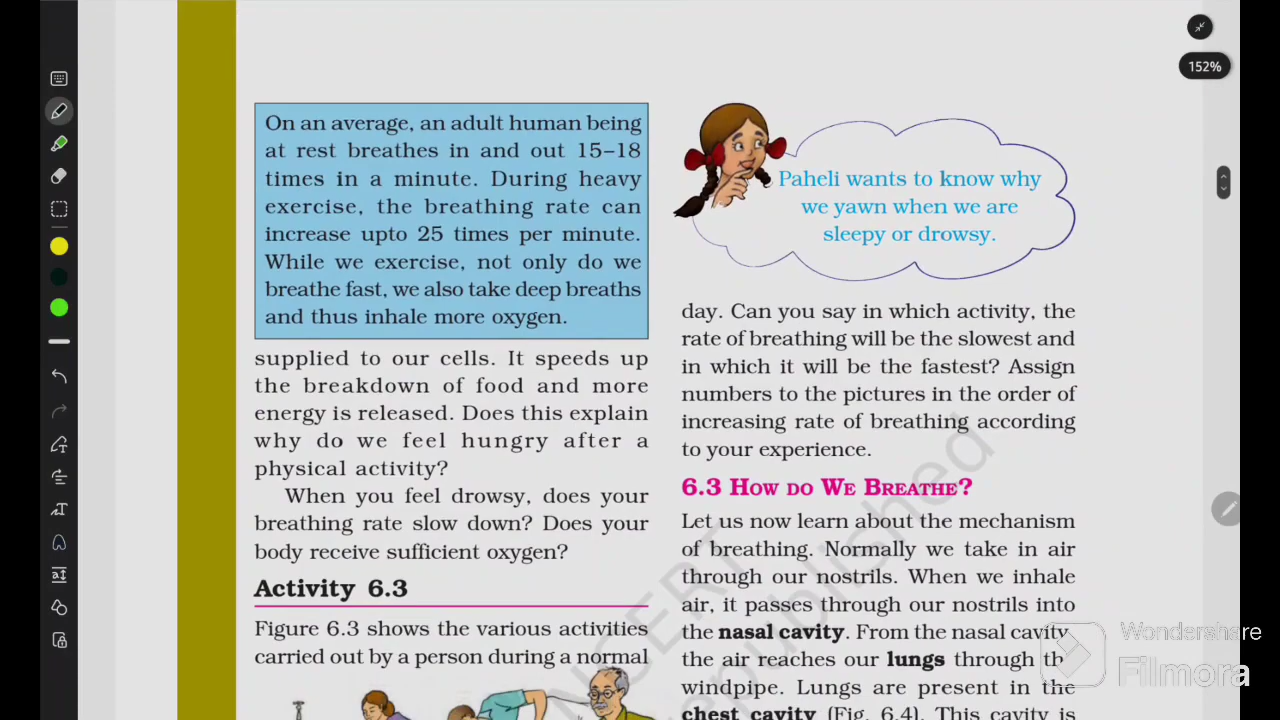 152%
On an average, an adult human being
at rest breathes in and out 15–18
times in a minute. During heavy
exercise, the breathing rate can
increase upto 25 times per minute.
While we exercise, not only do we
breathe fast, we also take deep breaths
and thus inhale more oxygen.
supplied to our cells. It speeds up
the breakdown of food and more
energy is released. Does this explain
why do we feel hungry after a
physical activity?
When you feel drowsy, does your
breathing rate slow down? Does your
body receive sufficient oxygen?
Activity 6.3
Figure 6.3 shows the various activities
carried out by a person during a normal
Paheli wants to know why
we yawn when we are
sleepy or drowsy.
day. Can you say in which activity, the
rate of breathing will be the slowest and
in which it will be the fastest? Assign
numbers to the pictures in the order of
increasing rate of breathing according
to your experience.
6.3 HOW DO WE BREATHE?
Let us now learn about the mechanism
of breathing. Normally we take in air
through our nostrils. When we inhale
air, it passes through our nostrils into
the nasal cavity. From the nasal cavity,
the air reaches our lungs through
windpipe. Lungs are present in the
chest cavity (Fig. 6.4). This cavity is
NCERT
republished
Wondershare
Filmora